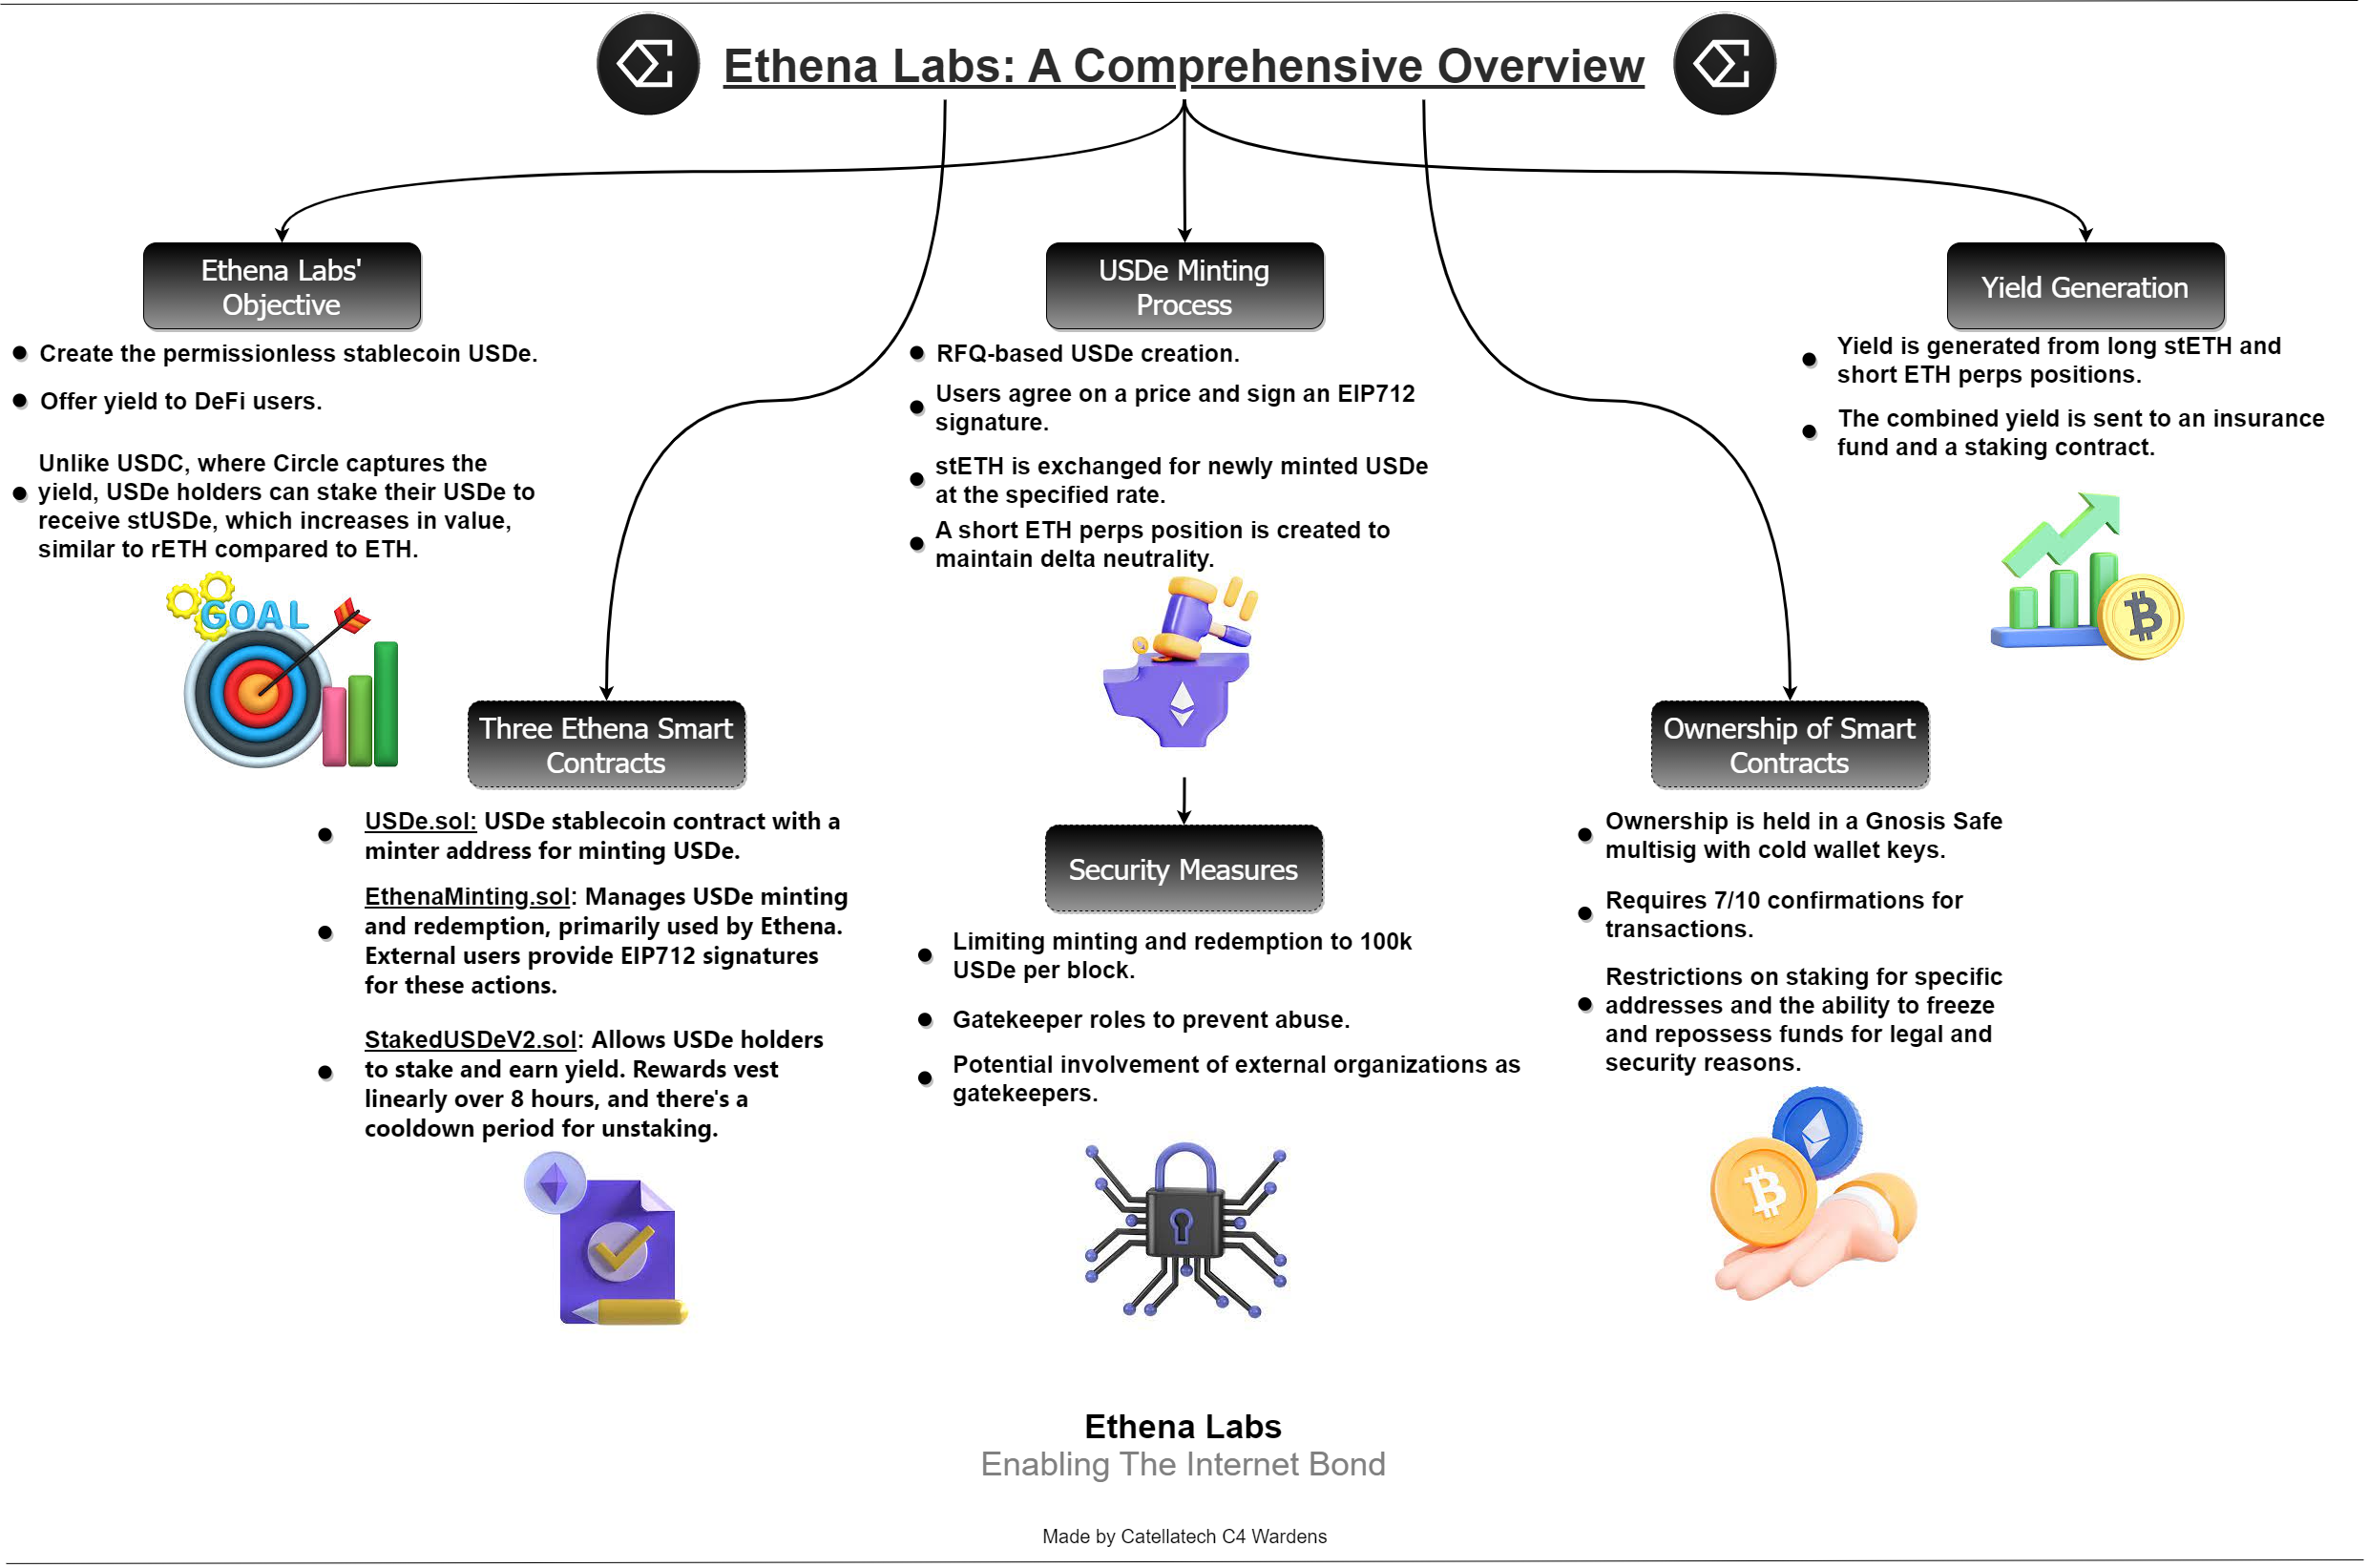 Ethena Labs: A Comprehensive Overview
Ethena Labs'
Objective
Create the permissionless stablecoin USDe.
Offer yield to DeFi users.
Unlike USDC, where Circle captures the
yield, USDe holders can stake their USDe to
receive stUSDe, which increases in value,
similar to rETH compared to ETH.
GOAL
USDe Minting
Process
RFQ-based USDe creation.
Users agree on a price and sign an EIP712
signature.
stETH is exchanged for newly minted USDe
at the specified rate.
A short ETH perps position is created to
maintain delta neutrality.
Yield Generation
Yield is generated from long stETH and
short ETH perps positions.
The combined yield is sent to an insurance
fund and a staking contract.
Three Ethena Smart
Contracts
USDe.sol: USDe stablecoin contract with a
minter address for minting USDe.
EthenaMinting.sol: Manages USDe minting
and redemption, primarily used by Ethena.
External users provide EIP712 signatures
for these actions.
StakedUSDeV2.sol: Allows USDe holders
to stake and earn yield. Rewards vest
linearly over 8 hours, and there's a
cooldown period for unstaking.
Security Measures
Limiting minting and redemption to 100k
USDe per block.
Gatekeeper roles to prevent abuse.
Potential involvement of external organizations as
gatekeepers.
Ownership of Smart
Contracts
Ownership is held in a Gnosis Safe
multisig with cold wallet keys.
Requires 7/10 confirmations for
transactions.
Restrictions on staking for specific
addresses and the ability to freeze
and repossess funds for legal and
security reasons.
Ethena Labs
Enabling The Internet Bond
Made by Catellatech C4 Wardens